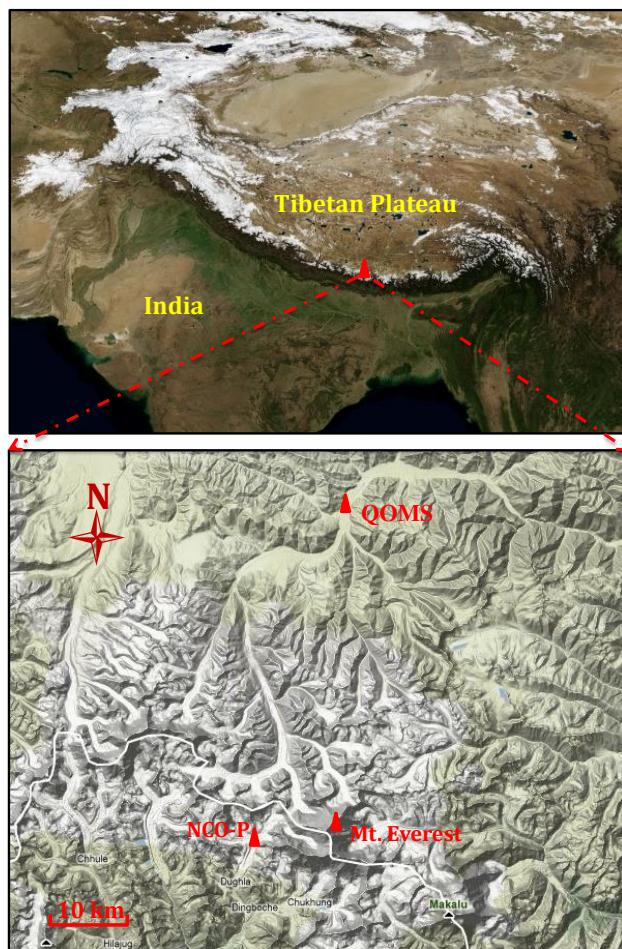 Tibetan Plateau
India
N
QOMS
NCO-P
Mt. Everest
Chhule
Dughla
Dingboche
Chukhung
Makalu
10 km
Hilajug